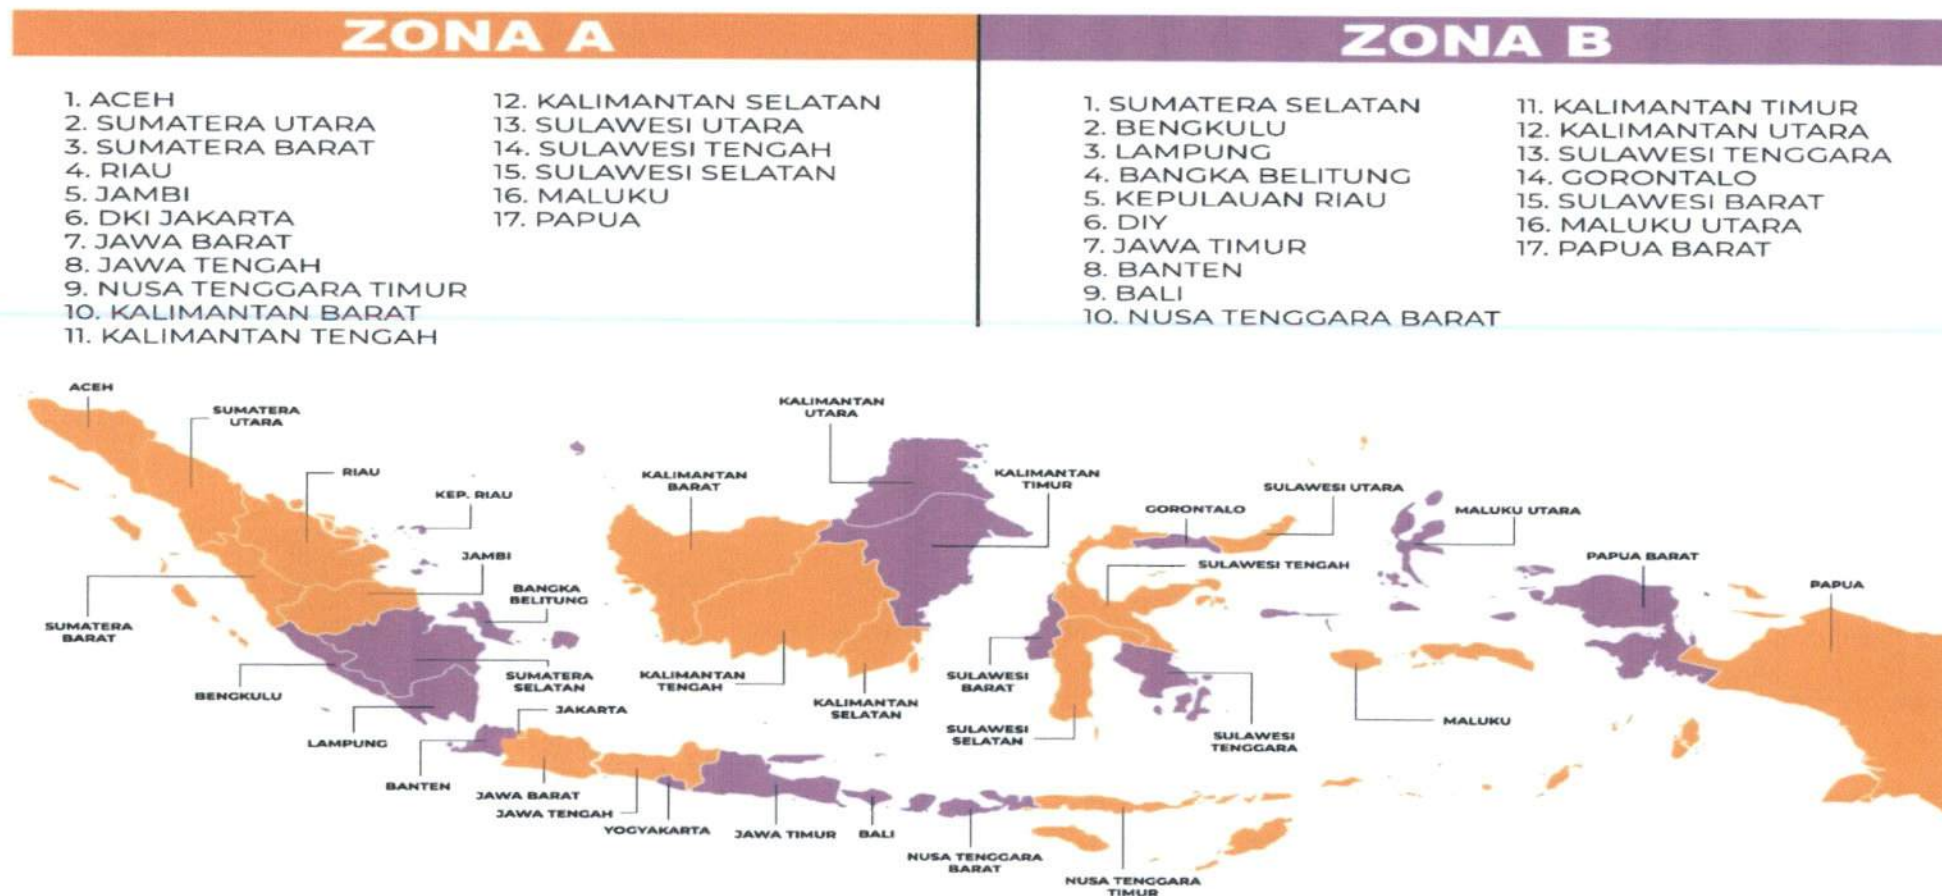 ZONA A
1. ACEH
2. SUMATERA UTARA
3. SUMATERA BARAT
4. RIAU
5. JAMBI
6. DKI JAKARTA
7. JAWA BARAT
8. JAWA TENGAH
9. NUSA TENGGARA TIMUR
10. KALIMANTAN BARAT
11. KALIMANTAN TENGAH
12. KALIMANTAN SELATAN
13. SULAWESI UTARA
14. SULAWESI TENGAH
15. SULAWESI SELATAN
16. MALUKU
17. PAPUA
ZONA B
1. SUMATERA SELATAN
2. BENGKULU
3. LAMPUNG
4. BANGKA BELITUNG
5. KEPULAUAN RIAU
6. DIY
7. JAWA TIMUR
8. BANTEN
9. BALI
10. NUSA TENGGARA BARAT
11. KALIMANTAN TIMUR
12. KALIMANTAN UTARA
13. SULAWESI TENGGARA
14. GORONTALO
15. SULAWESI BARAT
16. MALUKU UTARA
17. PAPUA BARAT
ACEH
SUMATERA
UTARA
RIAU
KEP. RIAU
JAMBI
BANGKA
BELITUNG
SUMATERA
BARAT
BENGKULU
SUMATERA
SELATAN
LAMPUNG
JAKARTA
BANTEN
JAWA BARAT
JAWA TENGAH
YOGYAKARTA
JAWA TIMUR
BALI
NUSA TENGGARA
BARAT
NUSA TENGGARA
TIMUR
KALIMANTAN
UTARA
KALIMANTAN
BARAT
KALIMANTAN
TIMUR
KALIMANTAN
TENGAH
KALIMANTAN
SELATAN
SULAWESI UTARA
GORONTALO
SULAWESI TENGAH
SULAWESI
BARAT
SULAWESI
SELATAN
SULAWESI
TENGGARA
MALUKU UTARA
MALUKU
PAPUA BARAT
PAPUA